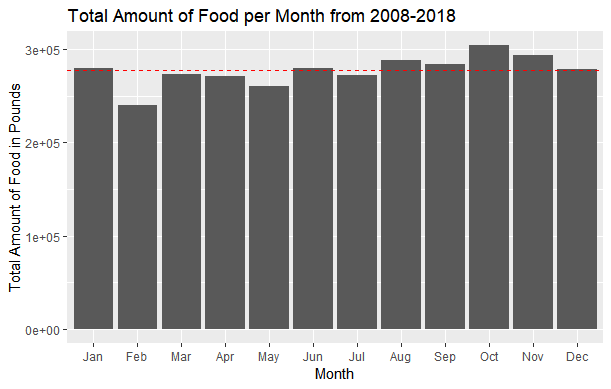 Total Amount of Food per Month from 2008-2018
Total Amount of Food in Pounds
3e+05
2e+05
1e+05
0e+00
Jan Feb Mar Apr May Jun Jul Aug Sep Oct Nov Dec
Month